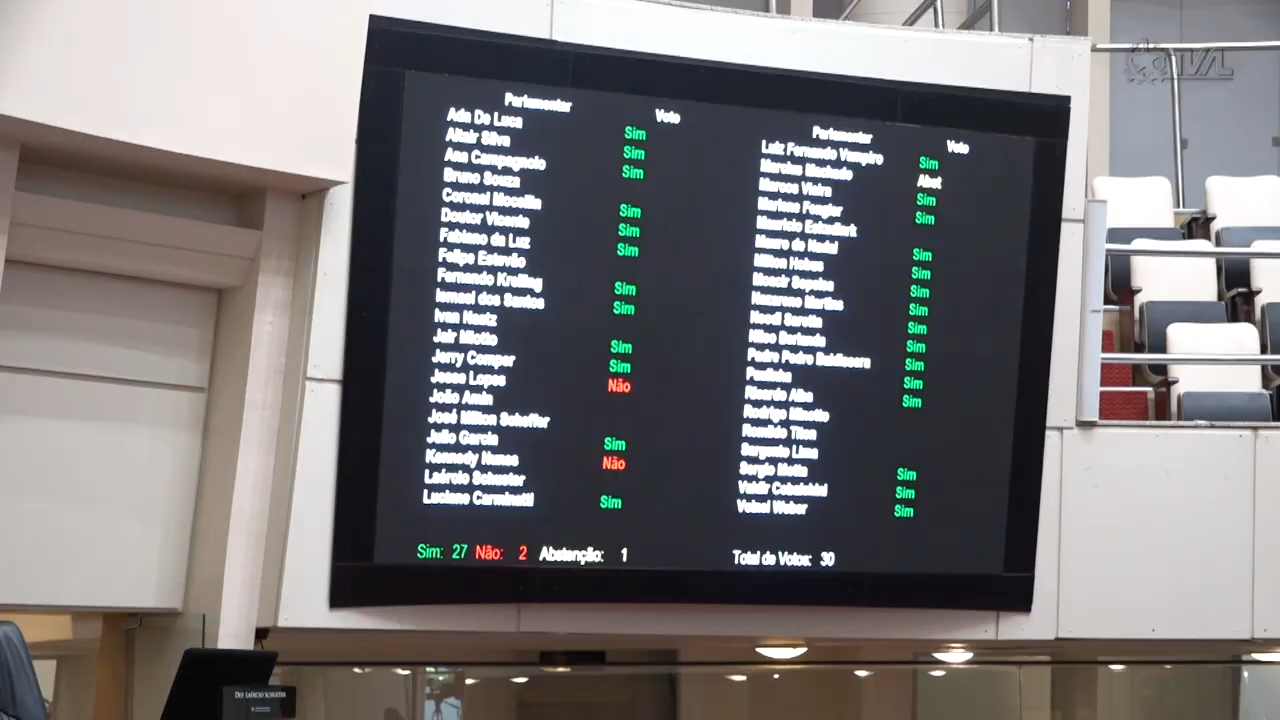 TVAL
Parlamentar Voto
Ada De Luca Sim
Altair Silva Sim
Ana Campagnolo Sim
Bruno Souza
Coronel Mocellin Sim
Doutor Vicente Sim
Fabiano da Luz Sim
Felipe Estevão
Fernando Krelling Sim
Ismael dos Santos Sim
Ivan Naatz
Jair Miotto Sim
Jerry Comper Sim
Jesse Lopes Não
João Amin
José Milton Scheffer
Julio Garcia Sim
Kennedy Nunes Não
Laércio Schuster
Luciane Carminatti Sim
Parlamentar Voto
Luiz Fernando Vampiro Sim
Marcius Machado Abst
Marcos Vieira Sim
Marlene Fengler Sim
Mauricio Eskudlark
Mauro de Nadal Sim
Milton Hobus Sim
Moacir Sopelsa Sim
Nazareno Martins Sim
Neodi Saretta Sim
Nilso Berlanda Sim
Padre Pedro Baldissera Sim
Paulinha Sim
Ricardo Alba Sim
Rodrigo Minotto
Romildo Titon
Sargento Lima
Sergio Motta Sim
Valdir Cobalchini Sim
Volnei Weber Sim
Sim: 27 Não: 2 Abstenção: 1 Total de Votos: 30
DEP. LAÉRCIO SCHUSTER